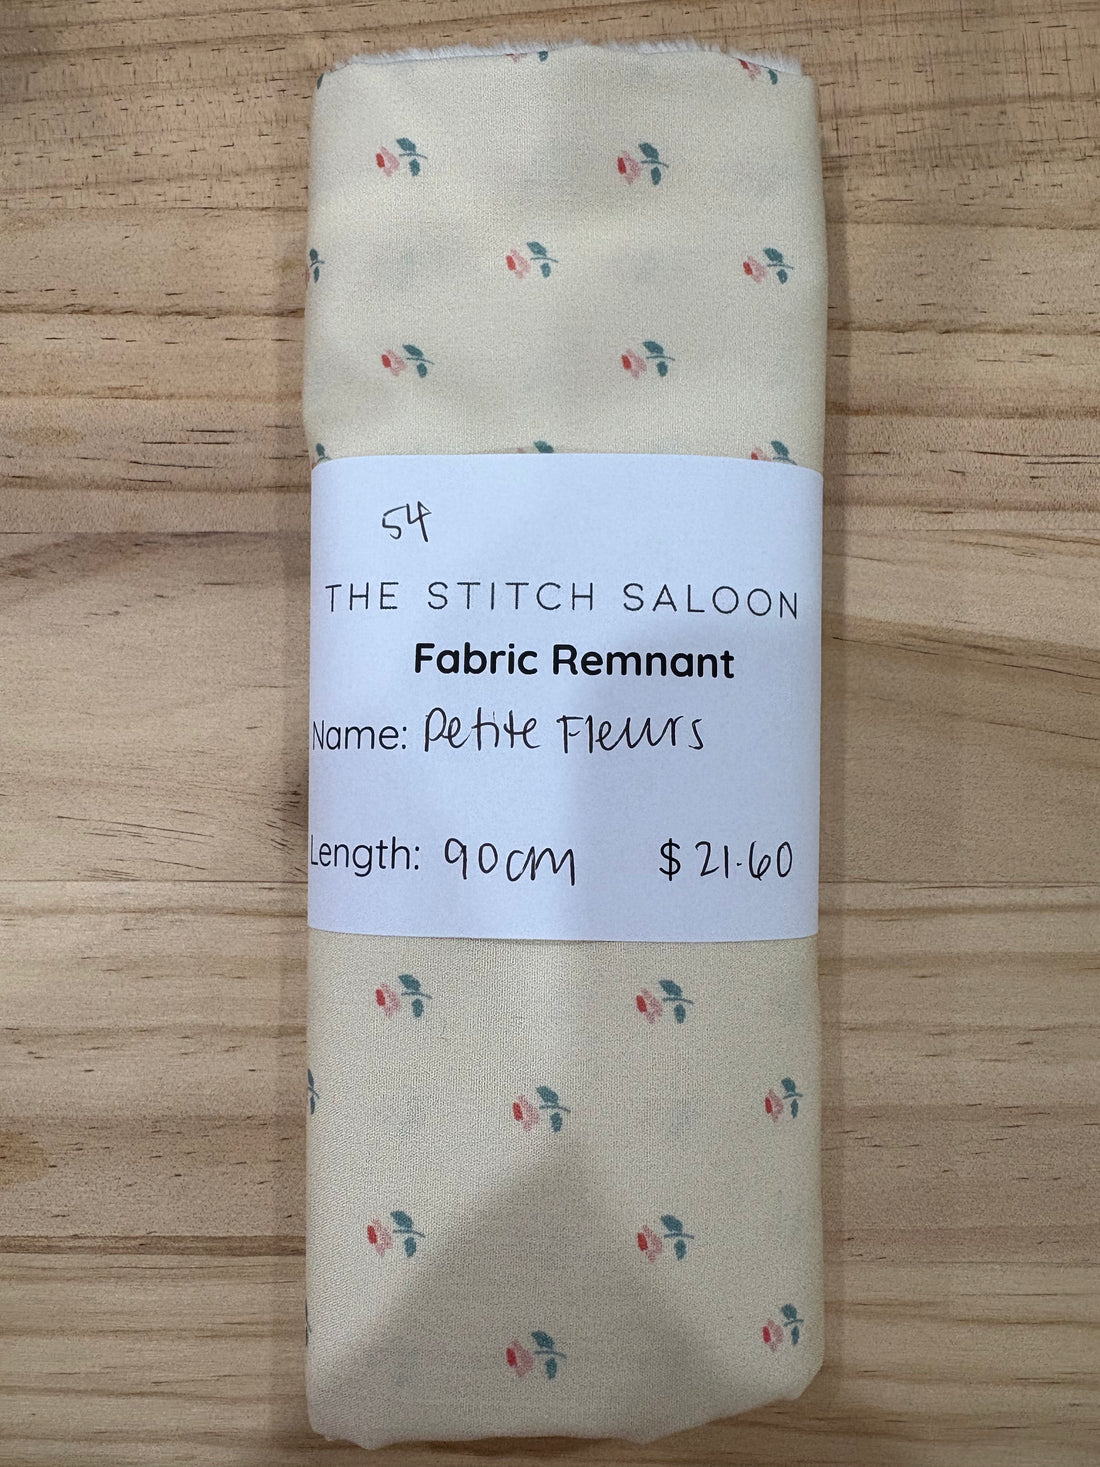 54
THE STITCH SALOON
Fabric Remnant
Name: Petite Fleurs
Length: 90cm $21.60